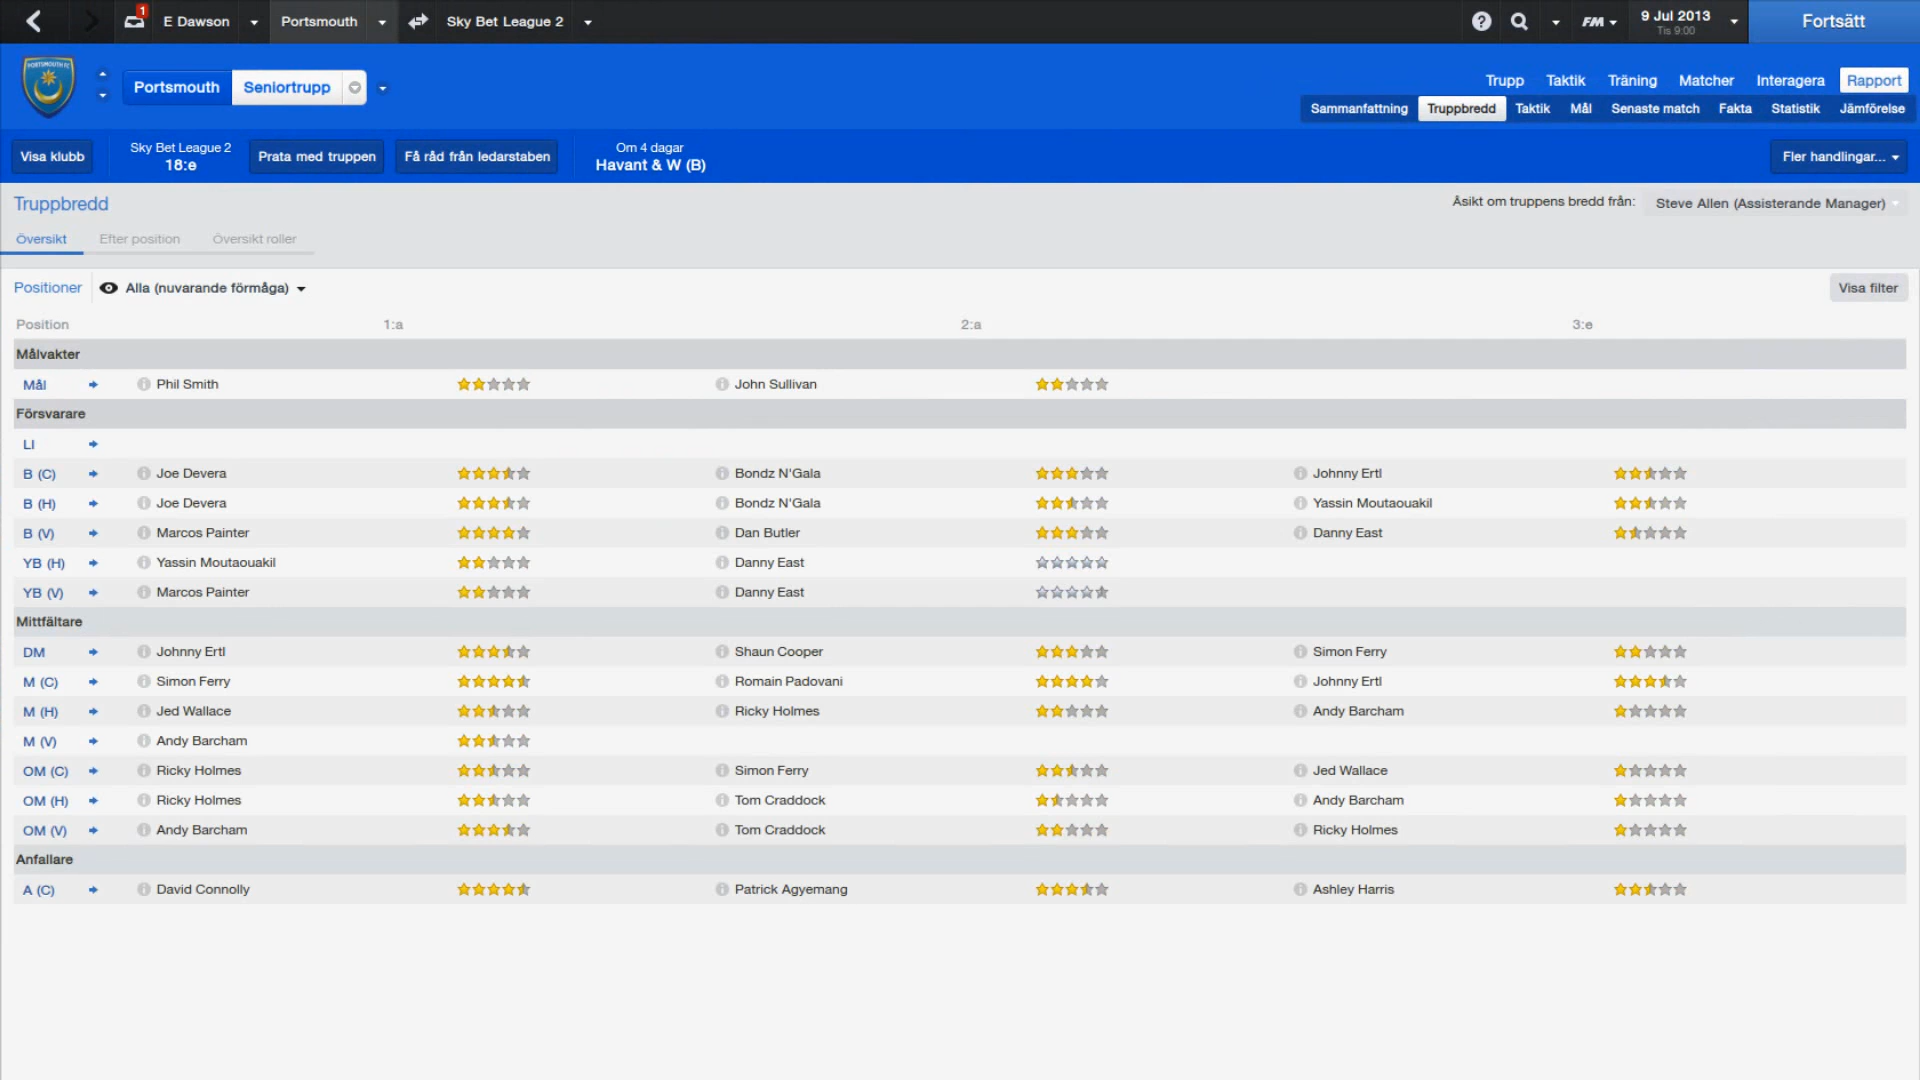 1
E Dawson
Portsmouth
Sky Bet League 2
FM
9 Jul 2013
Tis 9:00
Fortsätt
PORTSMOUTH FC
Portsmouth
Seniortrupp
Trupp Taktik Träning Matcher Interagera Rapport
Sammanfattning Truppbredd Taktik Mål Senaste match Fakta Statistik Jämförelse
Visa klubb
Sky Bet League 2
18:e
Prata med truppen
Få råd från ledarstaben
Om 4 dagar
Havant & W (B)
Fler handlingar...
Truppbredd
Åsikt om truppens bredd från: Steve Allen (Assisterande Manager)
Översikt Efter position Översikt roller
Positioner Alla (nuvarande förmåga) Visa filter
Position 1:a 2:a 3:e
Målvakter
Mål Phil Smith John Sullivan
Försvarare
LI
B (C) Joe Devera Bondz N'Gala Johnny Ertl
B (H) Joe Devera Bondz N'Gala Yassin Moutaouakil
B (V) Marcos Painter Dan Butler Danny East
YB (H) Yassin Moutaouakil Danny East
YB (V) Marcos Painter Danny East
Mittfältare
DM Johnny Ertl Shaun Cooper Simon Ferry
M (C) Simon Ferry Romain Padovani Johnny Ertl
M (H) Jed Wallace Ricky Holmes Andy Barcham
M (V) Andy Barcham
OM (C) Ricky Holmes Simon Ferry Jed Wallace
OM (H) Ricky Holmes Tom Craddock Andy Barcham
OM (V) Andy Barcham Tom Craddock Ricky Holmes
Anfallare
A (C) David Connolly Patrick Agyemang Ashley Harris